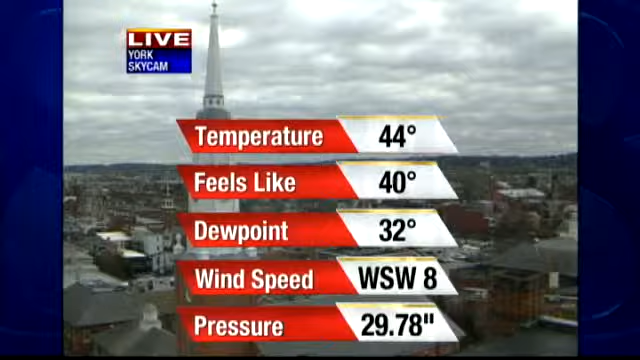 LIVE
YORK
SKYCAM
Temperature 44°
Feels Like 40°
Dewpoint 32°
Wind Speed WSW 8
Pressure 29.78"